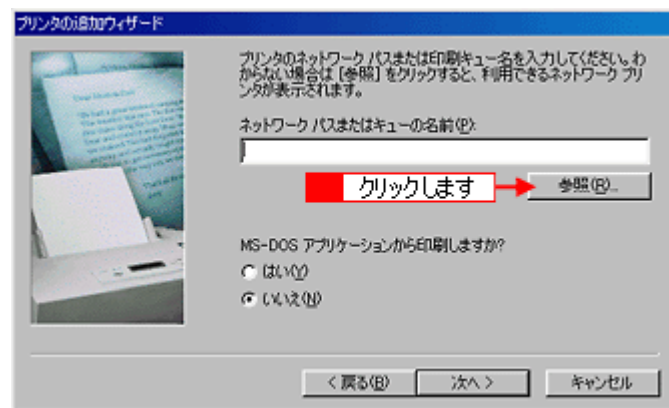 プリンタの追加ウィザード
プリンタのネットワーク パスまたは印刷キュー名を入力してください。わ
からない場合は [参照] をクリックすると、利用できるネットワーク プリ
ンタが表示されます。
ネットワーク パスまたはキューの名前(P):
クリックします
参照(R)...
MS-DOS アプリケーションから印刷しますか?
はい(Y)
いいえ(N)
< 戻る(B)
次へ >
キャンセル